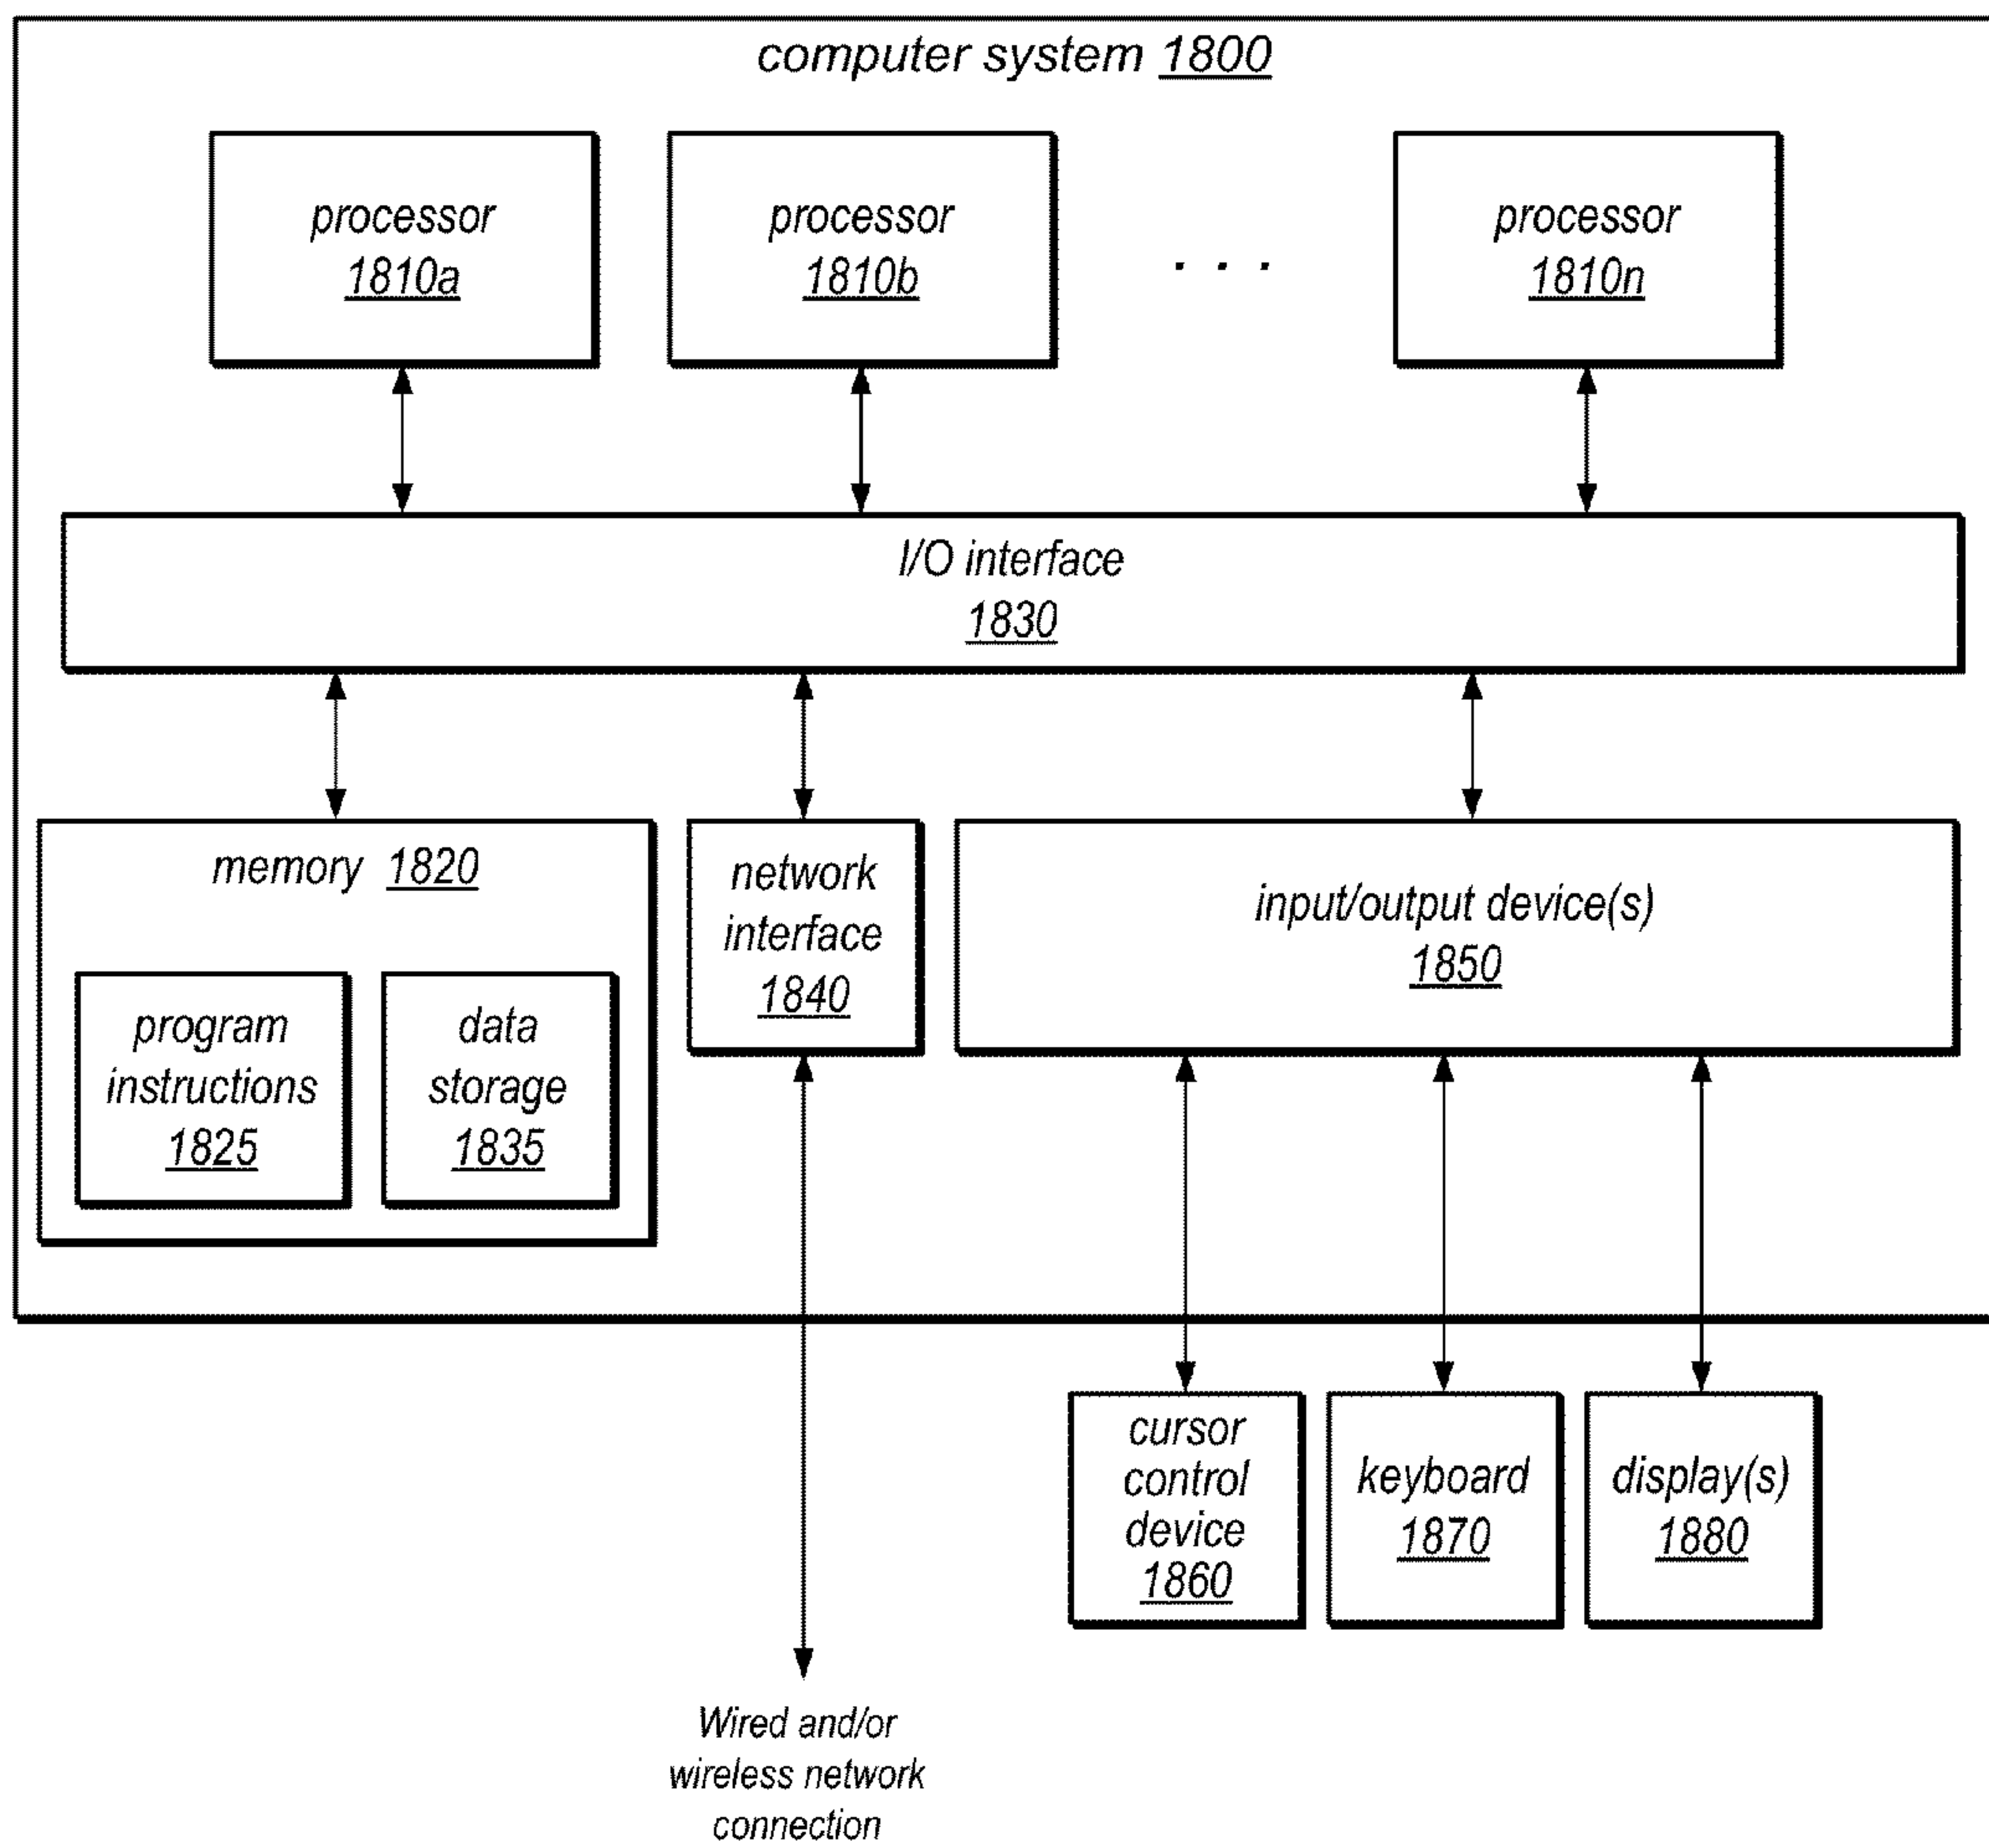 computer system 1800
processor
1810a
processor
1810b
. . .
processor
1810n
I/O interface
1830
memory 1820
program
instructions
1825
data
storage
1835
network
interface
1840
input/output device(s)
1850
cursor
control
device
1860
keyboard
1870
display(s)
1880
Wired and/or
wireless network
connection